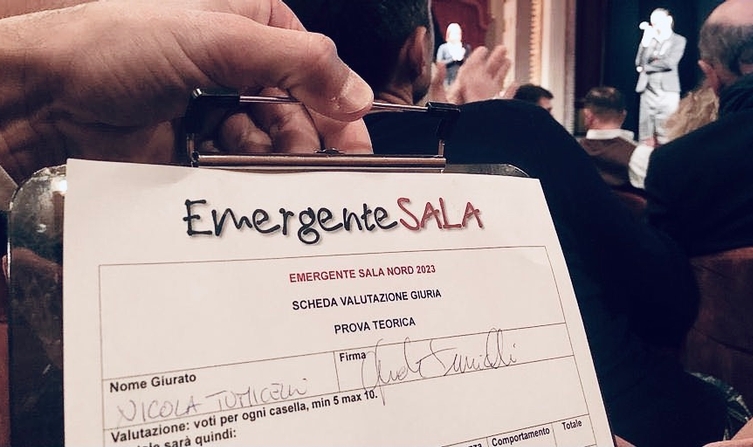 EmergenteSALA
EMERGENTE SALA NORD 2023
SCHEDA VALUTAZIONE GIURIA
PROVA TEORICA
Nome Giurato
Firma
NICOLA
Valutazione: voti per ogni casella, min 5 max 10.
sarà quindi:
Comportamento
Totale